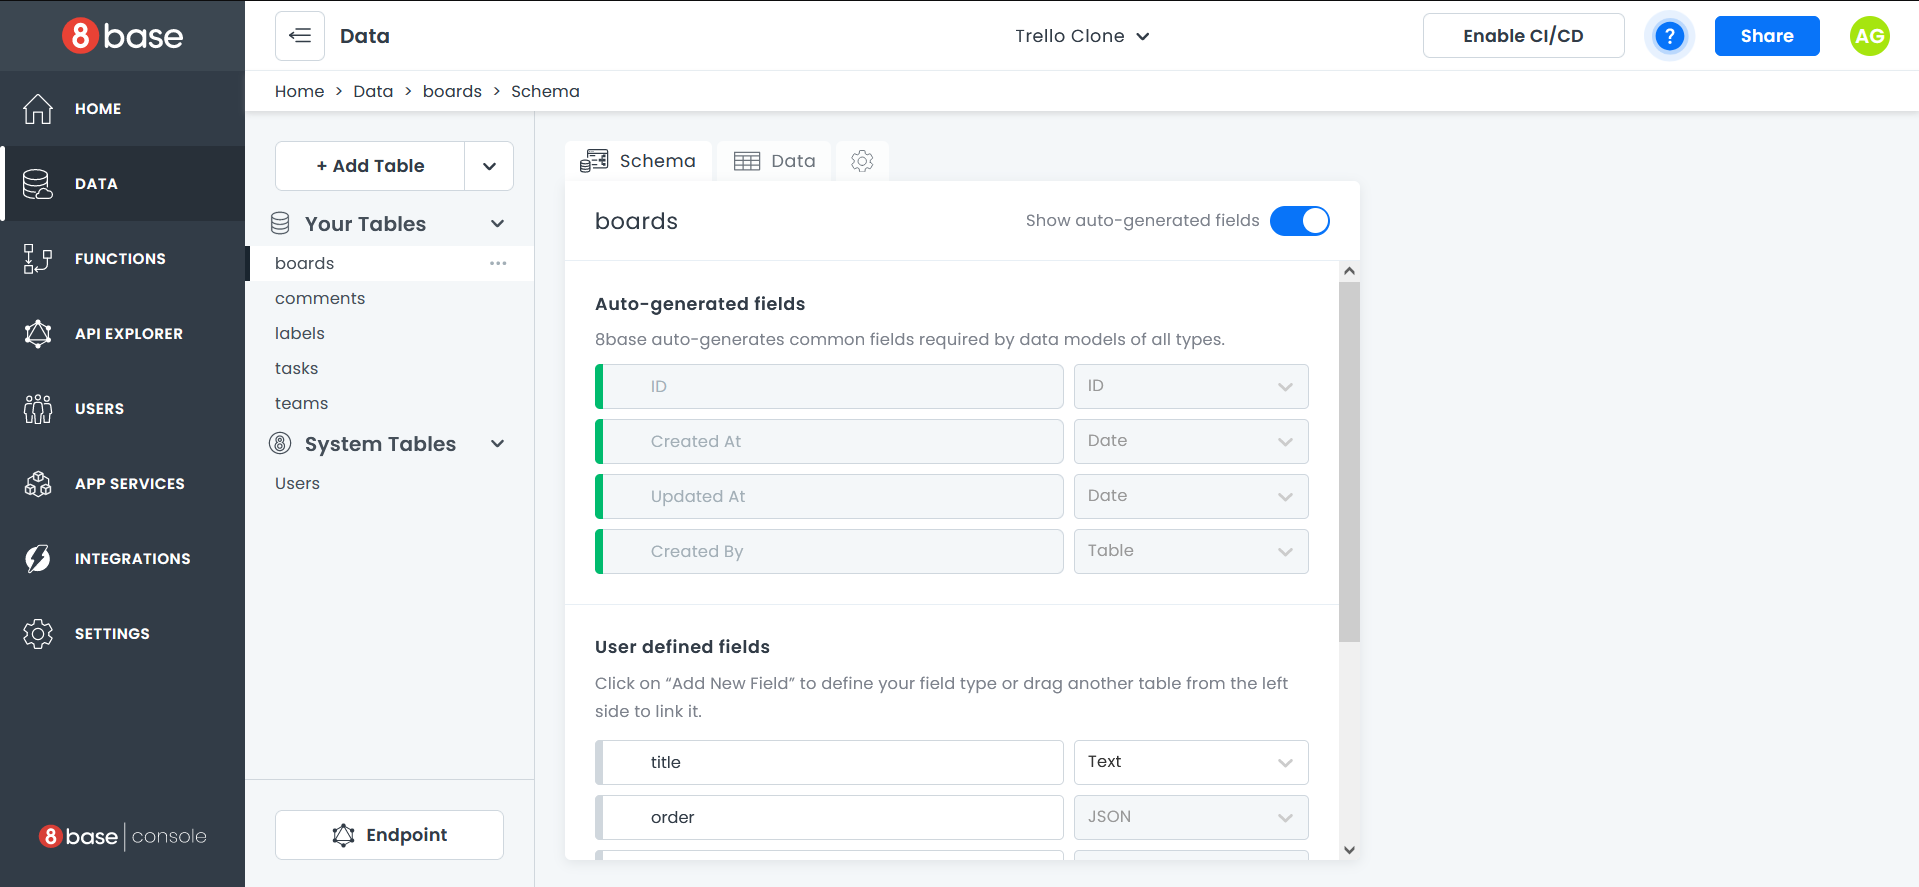 8base
HOME
DATA
FUNCTIONS
API EXPLORER
USERS
APP SERVICES
INTEGRATIONS
SETTINGS
8base | console
Data
Trello Clone
Enable CI/CD
?
Share
AG
Home > Data > boards > Schema
+ Add Table
Your Tables
boards
comments
labels
tasks
teams
8 System Tables
Users
Endpoint
Schema
Data
boards
Show auto-generated fields
Auto-generated fields
8base auto-generates common fields required by data models of all types.
ID ID
Created At Date
Updated At Date
Created By Table
User defined fields
Click on “Add New Field” to define your field type or drag another table from the left
side to link it.
title Text
order JSON